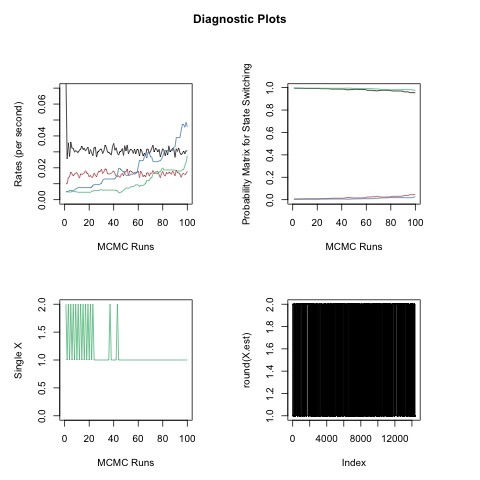 Diagnostic Plots
Rates (per second)
0.00 0.02 0.04 0.06
0 20 40 60 80 100
MCMC Runs
Probability Matrix for State Switching
0.0 0.2 0.4 0.6 0.8 1.0
0 20 40 60 80 100
MCMC Runs
Single X
0.0 0.5 1.0 1.5 2.0
0 20 40 60 80 100
MCMC Runs
round(X.est)
1.0 1.2 1.4 1.6 1.8 2.0
0 4000 8000 12000
Index